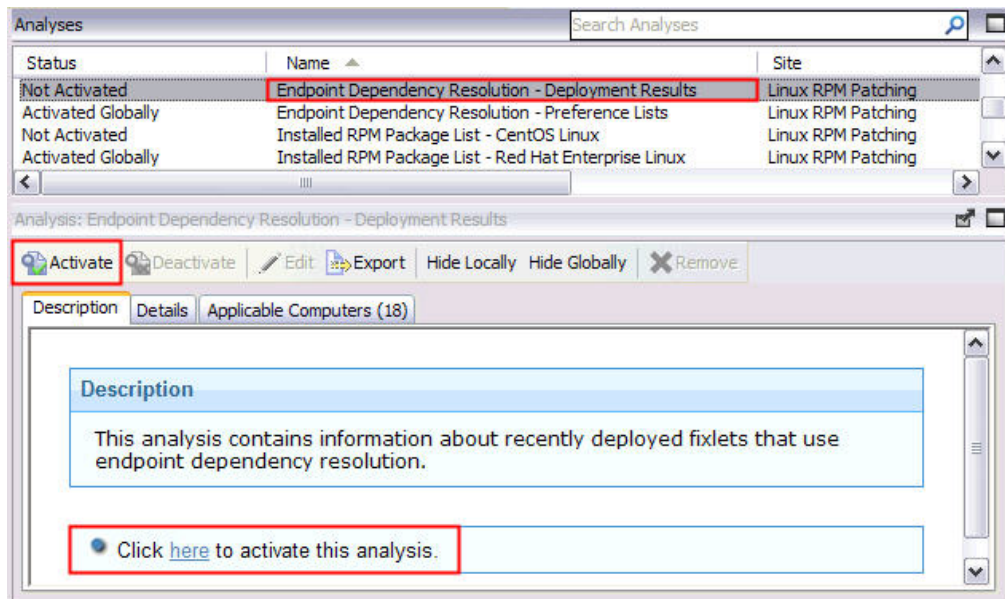 Analyses Search Analyses
Status Name Site
Not Activated Endpoint Dependency Resolution - Deployment Results Linux RPM Patching
Activated Globally Endpoint Dependency Resolution - Preference Lists Linux RPM Patching
Not Activated Installed RPM Package List - CentOS Linux Linux RPM Patching
Activated Globally Installed RPM Package List - Red Hat Enterprise Linux Linux RPM Patching
Analysis: Endpoint Dependency Resolution - Deployment Results
Activate Deactivate Edit Export Hide Locally Hide Globally Remove
Description Details Applicable Computers (18)
Description
This analysis contains information about recently deployed fixlets that use
endpoint dependency resolution.
Click here to activate this analysis.